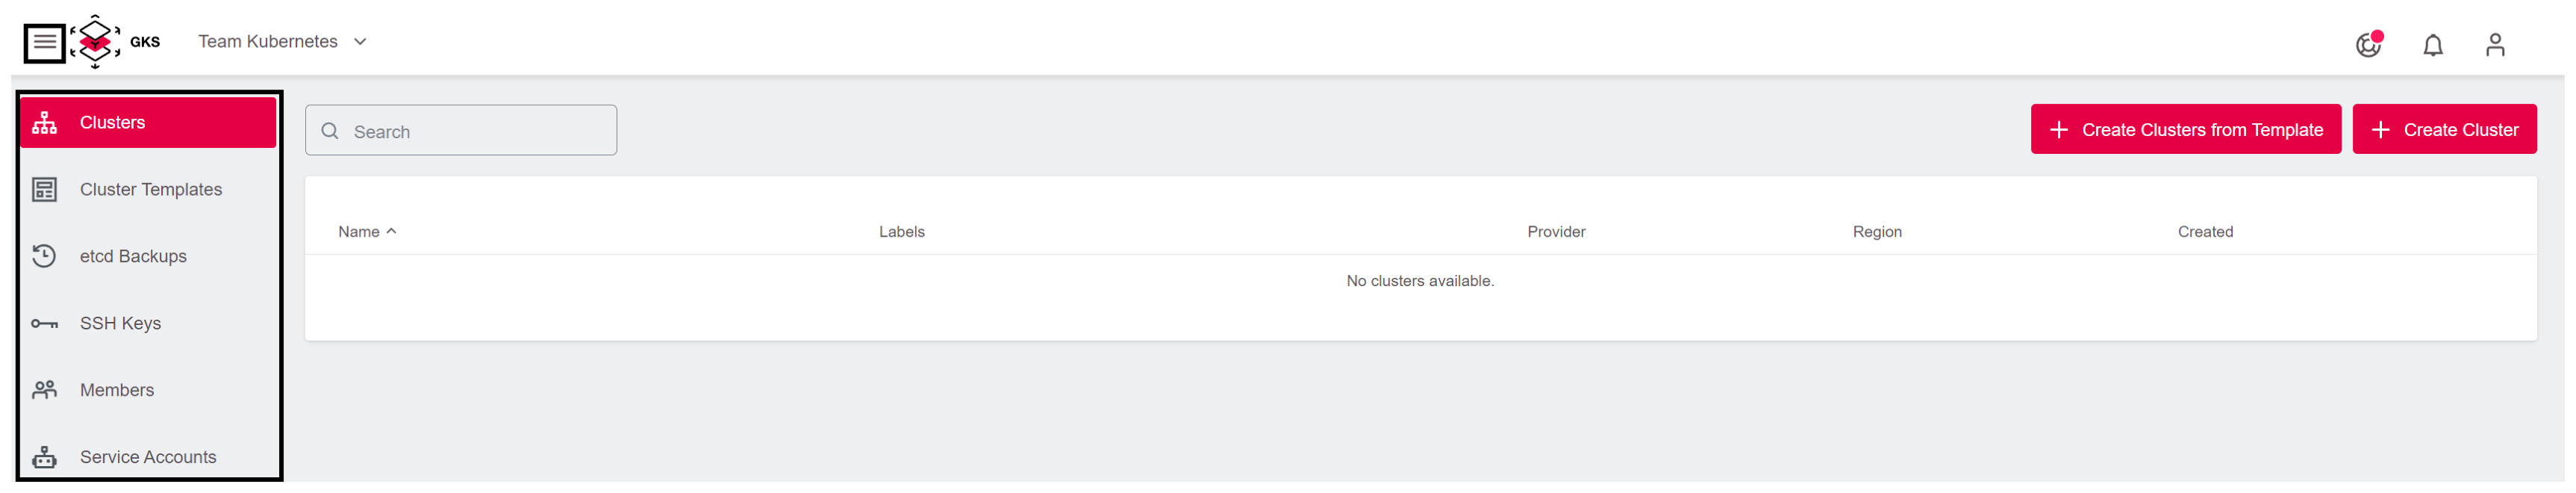 GKS Team Kubernetes
Clusters
Cluster Templates
etcd Backups
SSH Keys
Members
Service Accounts
Search
Create Clusters from Template
Create Cluster
Name Labels Provider Region Created
No clusters available.